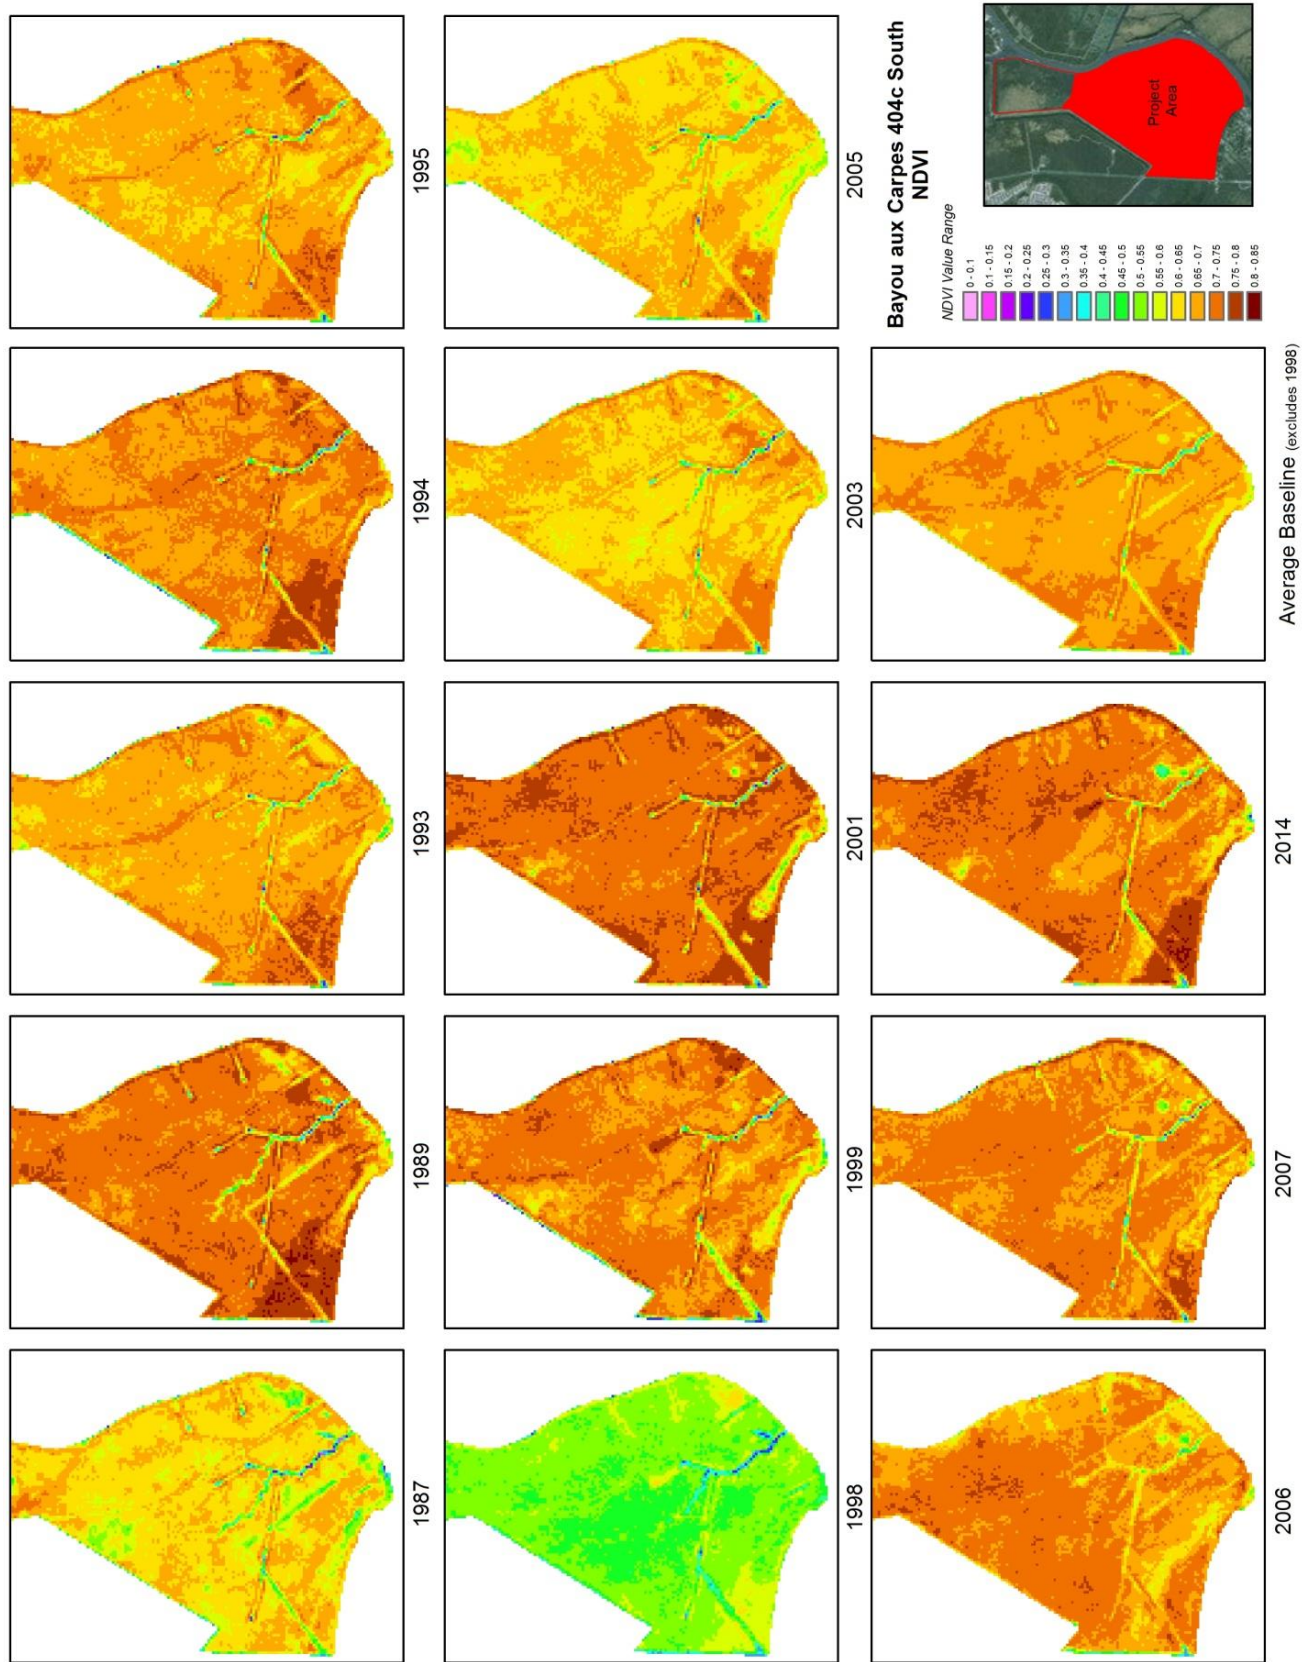 1987
1989
1993
1994
1995
1998
1999
2001
2003
2005
2006
2007
2014
Average Baseline (excludes 1998)
Bayou aux Carpes 404c South
NDVI
NDVI Value Range
0 - 0.1
0.1 - 0.15
0.15 - 0.2
0.2 - 0.25
0.25 - 0.3
0.3 - 0.35
0.35 - 0.4
0.4 - 0.45
0.45 - 0.5
0.5 - 0.55
0.55 - 0.6
0.6 - 0.65
0.65 - 0.7
0.7 - 0.75
0.75 - 0.8
0.8 - 0.85
Project
Area